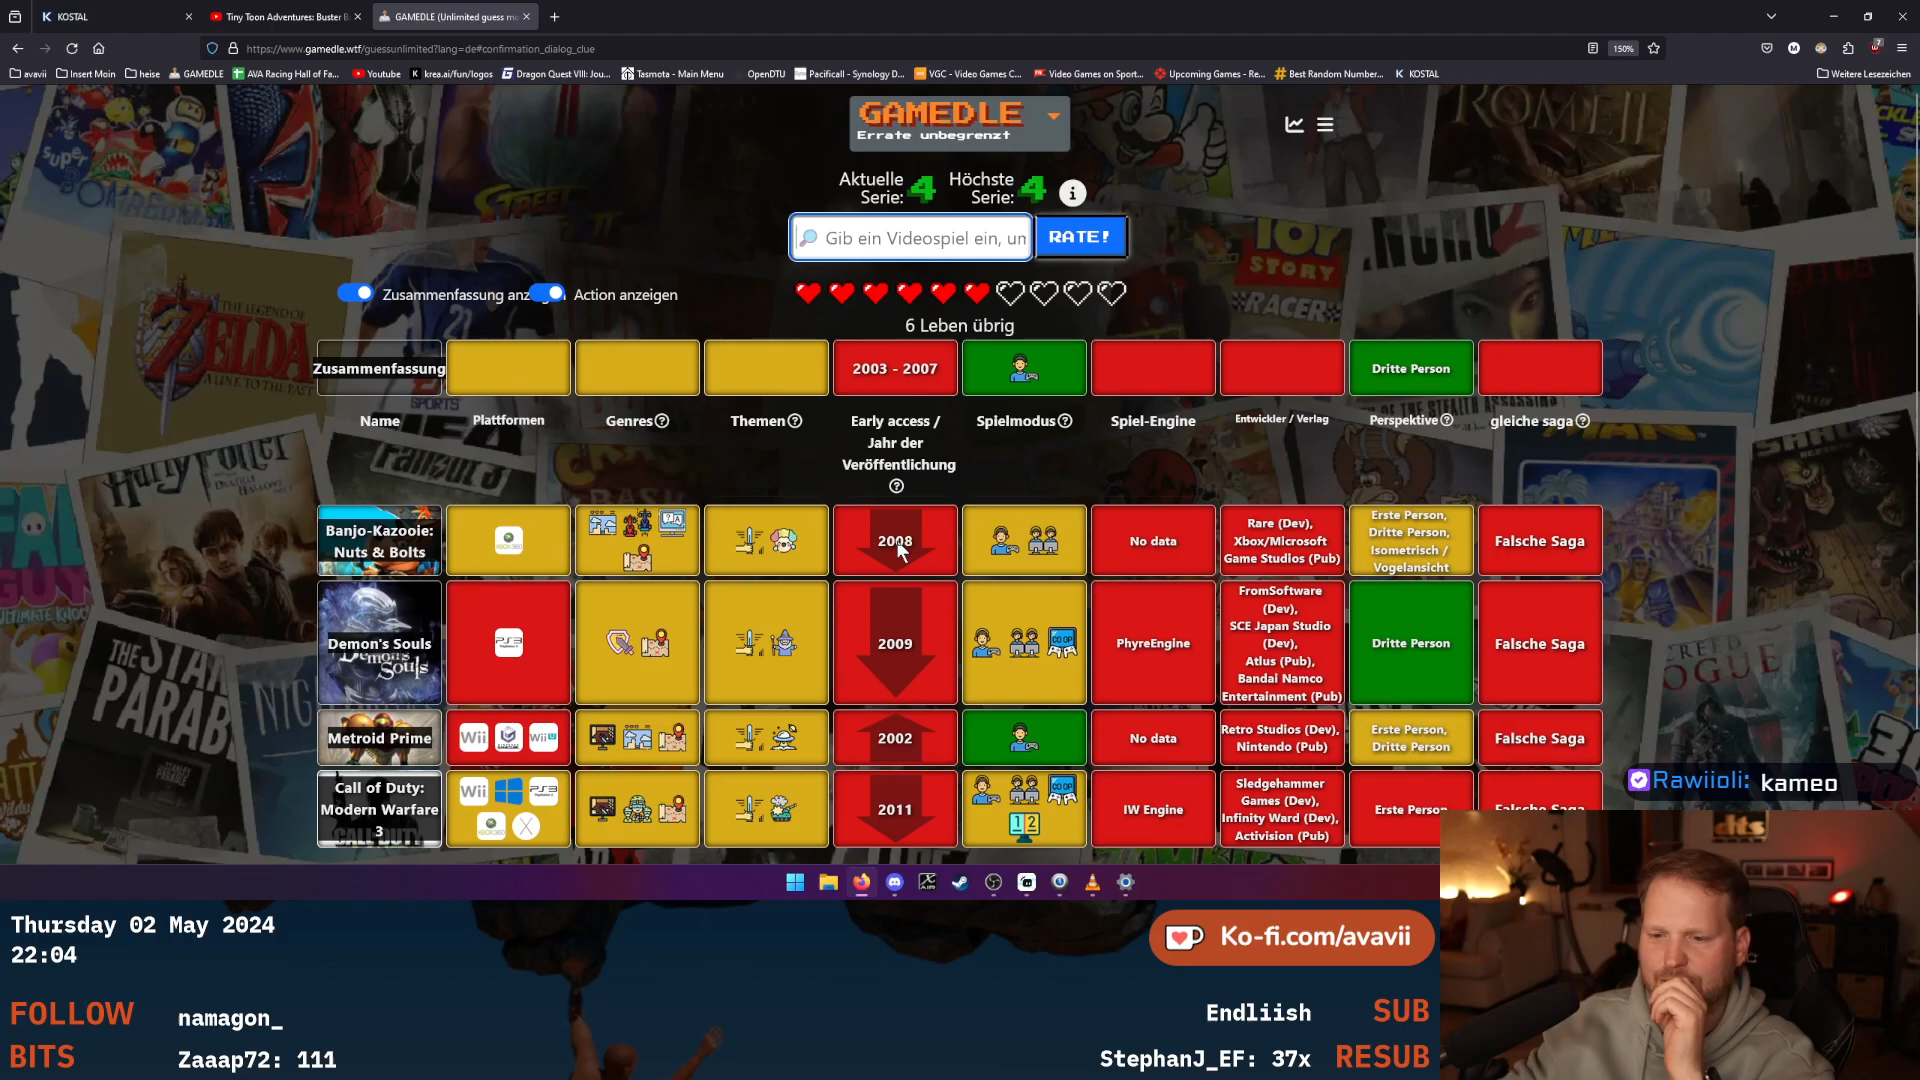 KOSTAL
Tiny Toon Adventures: Buster B
GAMEDLE (Unlimited guess mo
https://www.gamedle.wtf/guessunlimited?lang=de#confirmation_dialog_clue
150%
7
avavii
Insert Moin
heise
GAMEDLE
AVA Racing Hall of Fa...
Youtube
krea.ai/fun/logos
Dragon Quest VIII: Jou...
Tasmota - Main Menu
OpenDTU
Pacificall - Synology D...
VGC - Video Games C...
Video Games on Sport...
Upcoming Games - Re...
Best Random Number...
KOSTAL
Weitere Lesezeichen
GAMEDLE
Errate unbegrenzt
Aktuelle Serie: 4
Höchste Serie: 4
Gib ein Videospiel ein, un
RATE!
Zusammenfassung anz
Action anzeigen
6 Leben übrig
Zusammenfassung
2003 - 2007
Dritte Person
Name
Plattformen
Genres
Themen
Early access /
Jahr der
Veröffentlichung
Spielmodus
Spiel-Engine
Entwickler / Verlag
Perspektive
gleiche saga
Banjo-Kazooie:
Nuts & Bolts
2008
No data
Rare (Dev),
Xbox/Microsoft
Game Studios (Pub)
Erste Person,
Dritte Person,
Isometrisch /
Vogelansicht
Falsche Saga
Demon's Souls
2009
PhyreEngine
FromSoftware
(Dev),
SCE Japan Studio
(Dev),
Atlus (Pub),
Bandai Namco
Entertainment (Pub)
Dritte Person
Falsche Saga
Metroid Prime
Wii
WiiU
2002
No data
Retro Studios (Dev),
Nintendo (Pub)
Erste Person,
Dritte Person
Falsche Saga
Call of Duty:
Modern Warfare
3
Wii
2011
IW Engine
Sledgehammer
Games (Dev),
Infinity Ward (Dev),
Activision (Pub)
Erste Person
Rawiioli: kameo
Thursday 02 May 2024
22:04
Ko-fi.com/avavii
FOLLOW namagon_
BITS Zaaap72: 111
Endliish SUB
StephanJ_EF: 37x RESUB
dts